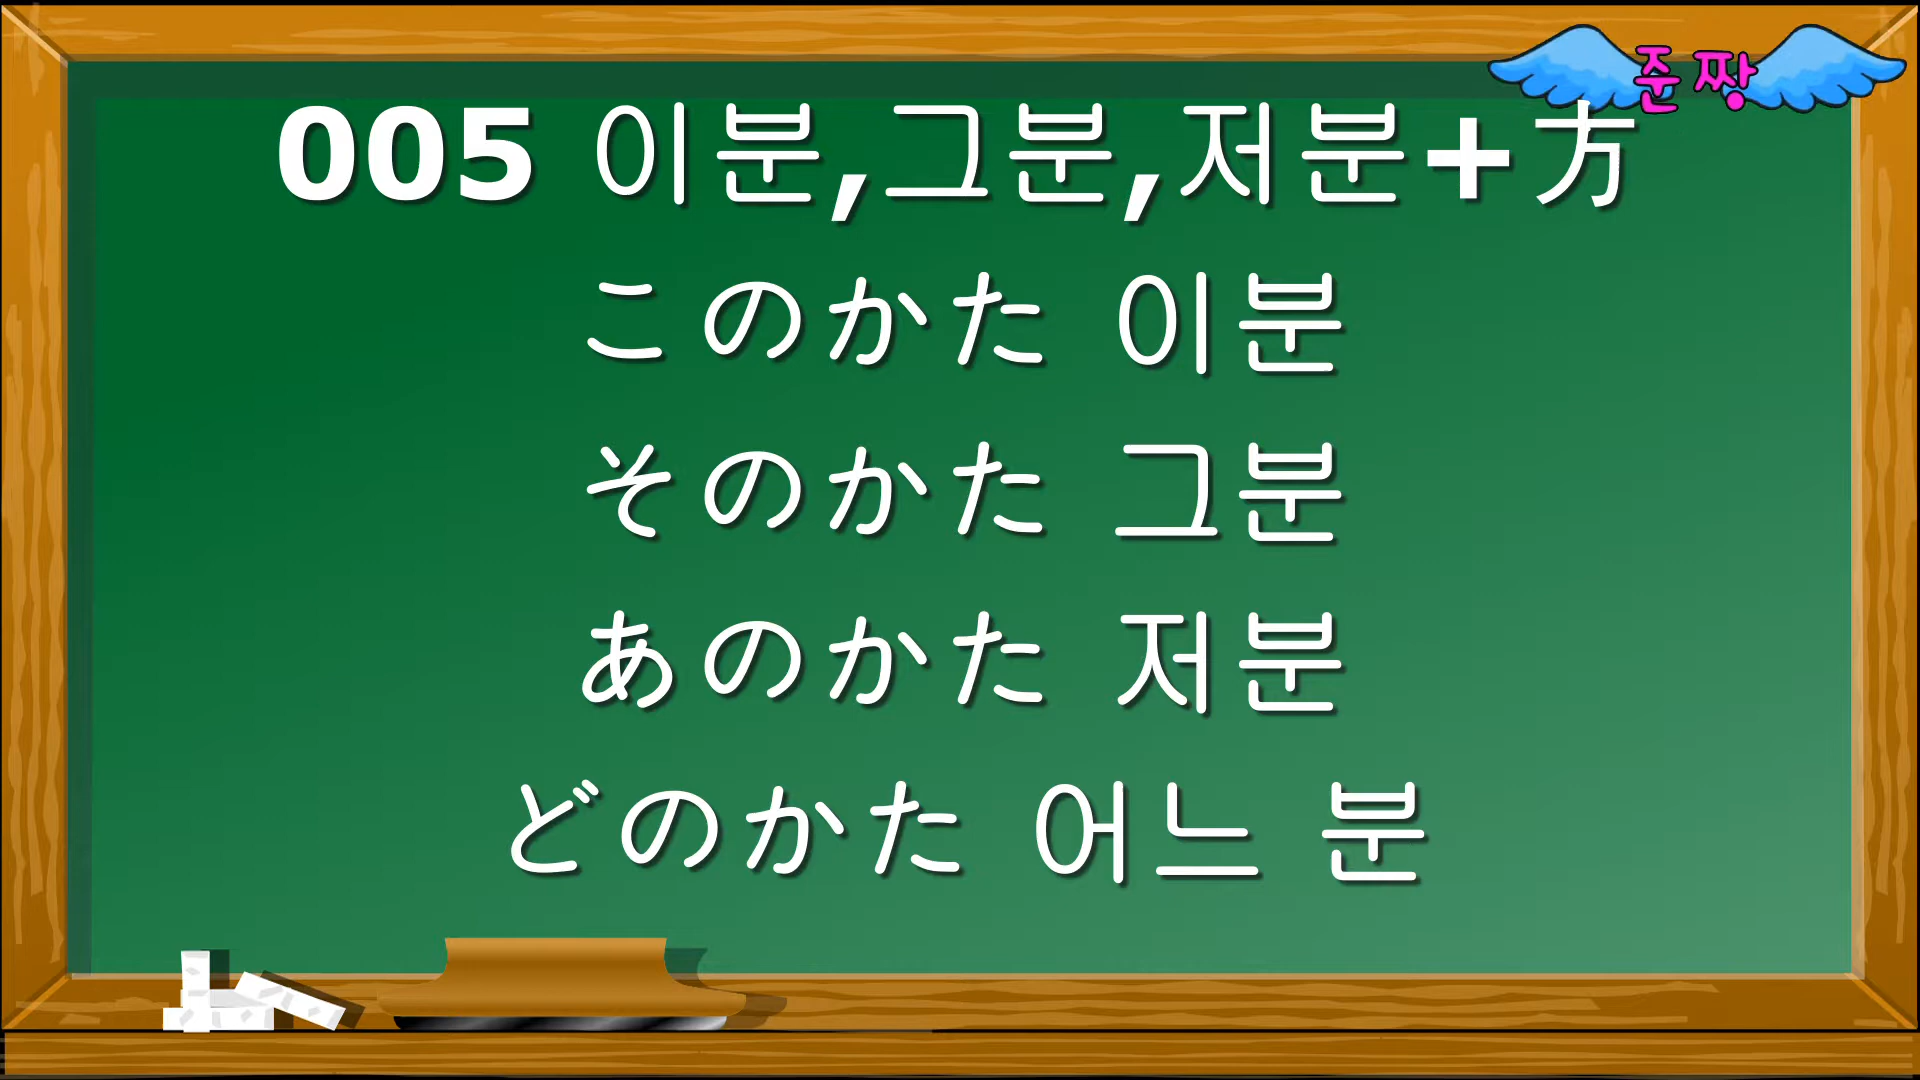 준짱
005 이분,그분,저분+方
このかた 이분
そのかた 그분
あのかた 저분
どのかた 어느 분